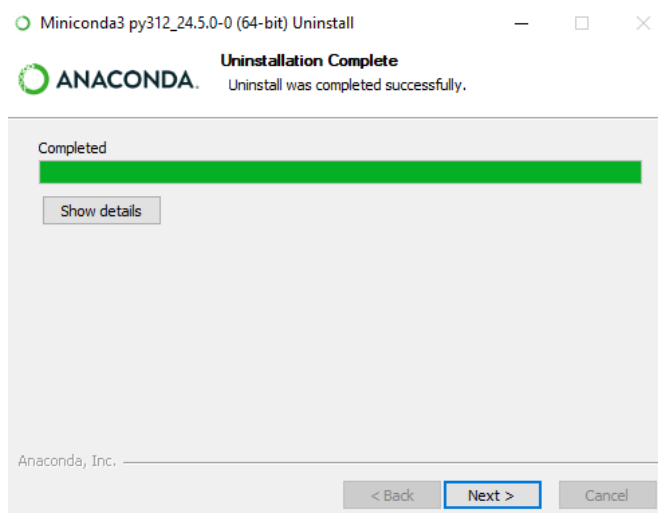 Miniconda3 py312_24.5.0-0 (64-bit) Uninstall
ANACONDA.
Uninstallation Complete
Uninstall was completed successfully.
Completed
Show details
Anaconda, Inc.
< Back Next > Cancel